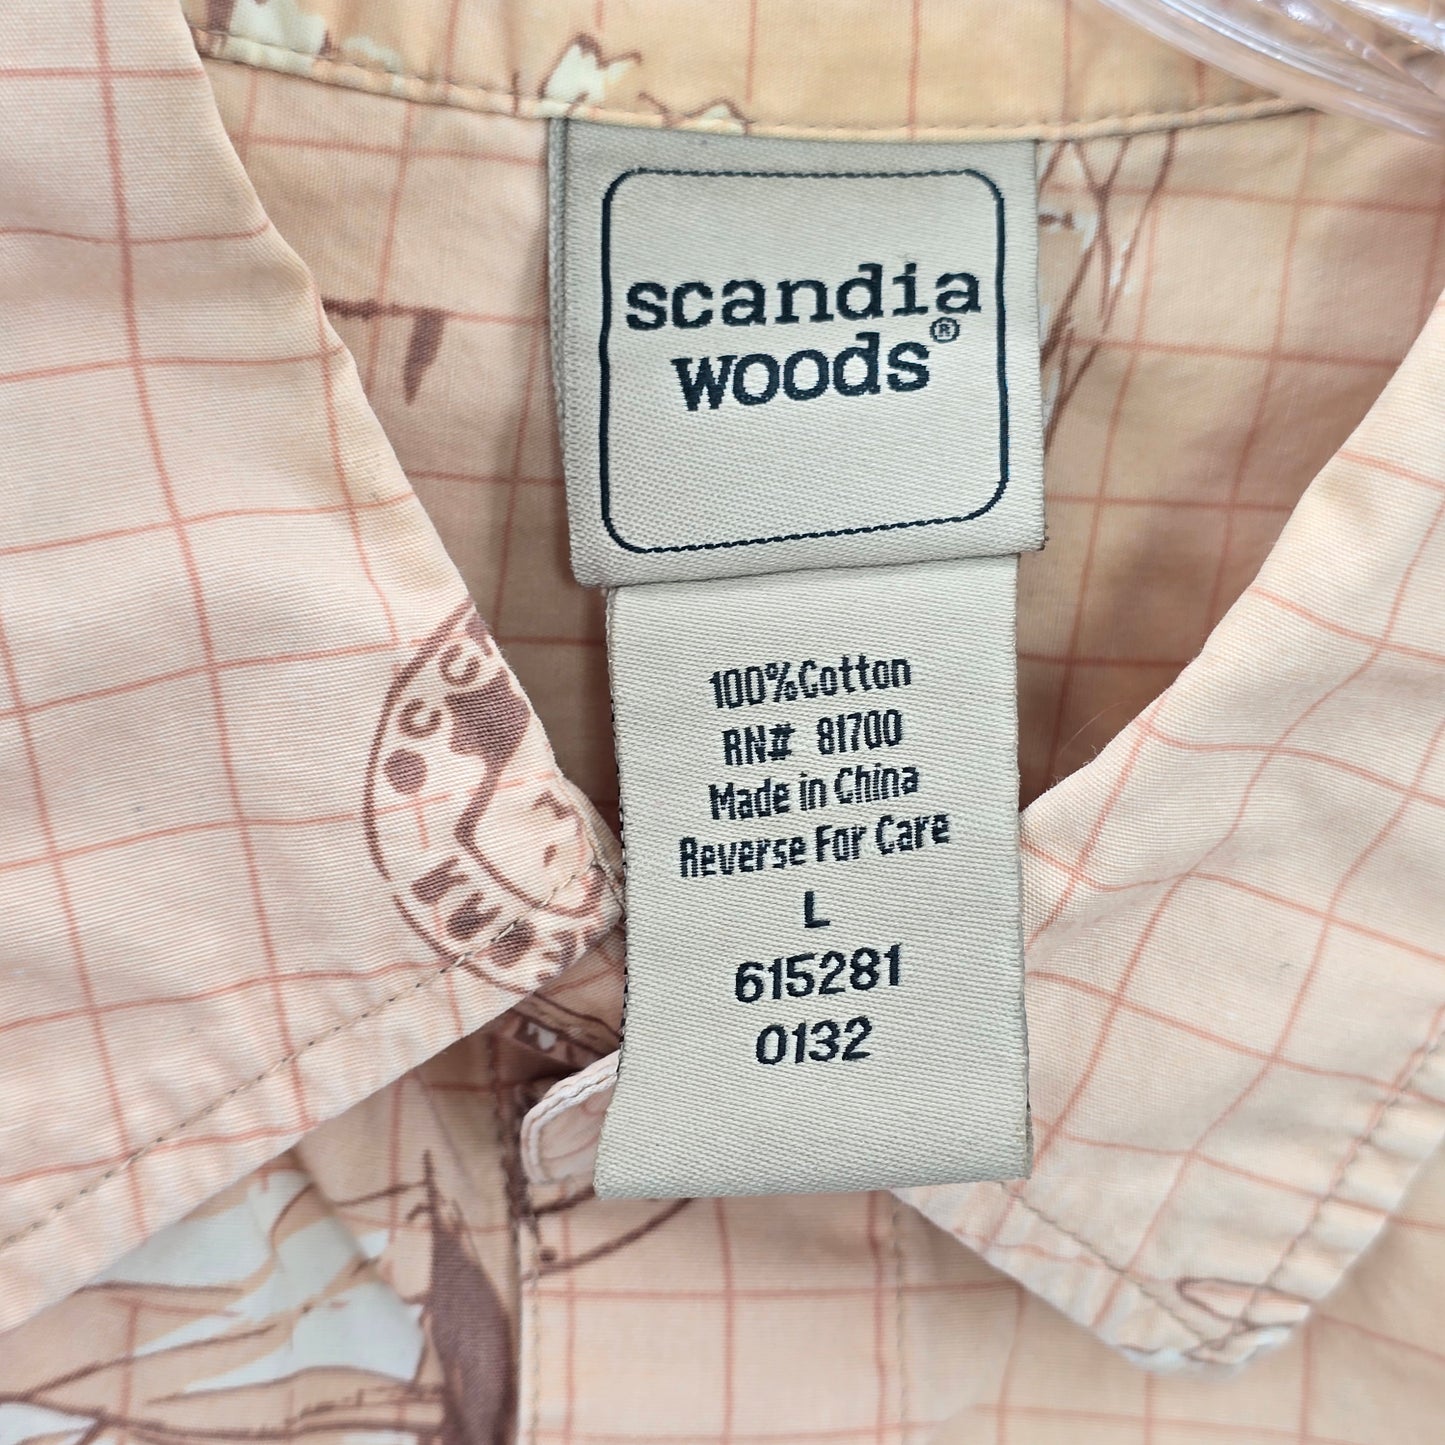 scandia
woods®
100%Cotton
RN# 81700
Made in China
Reverse For Care
L
615281
0132